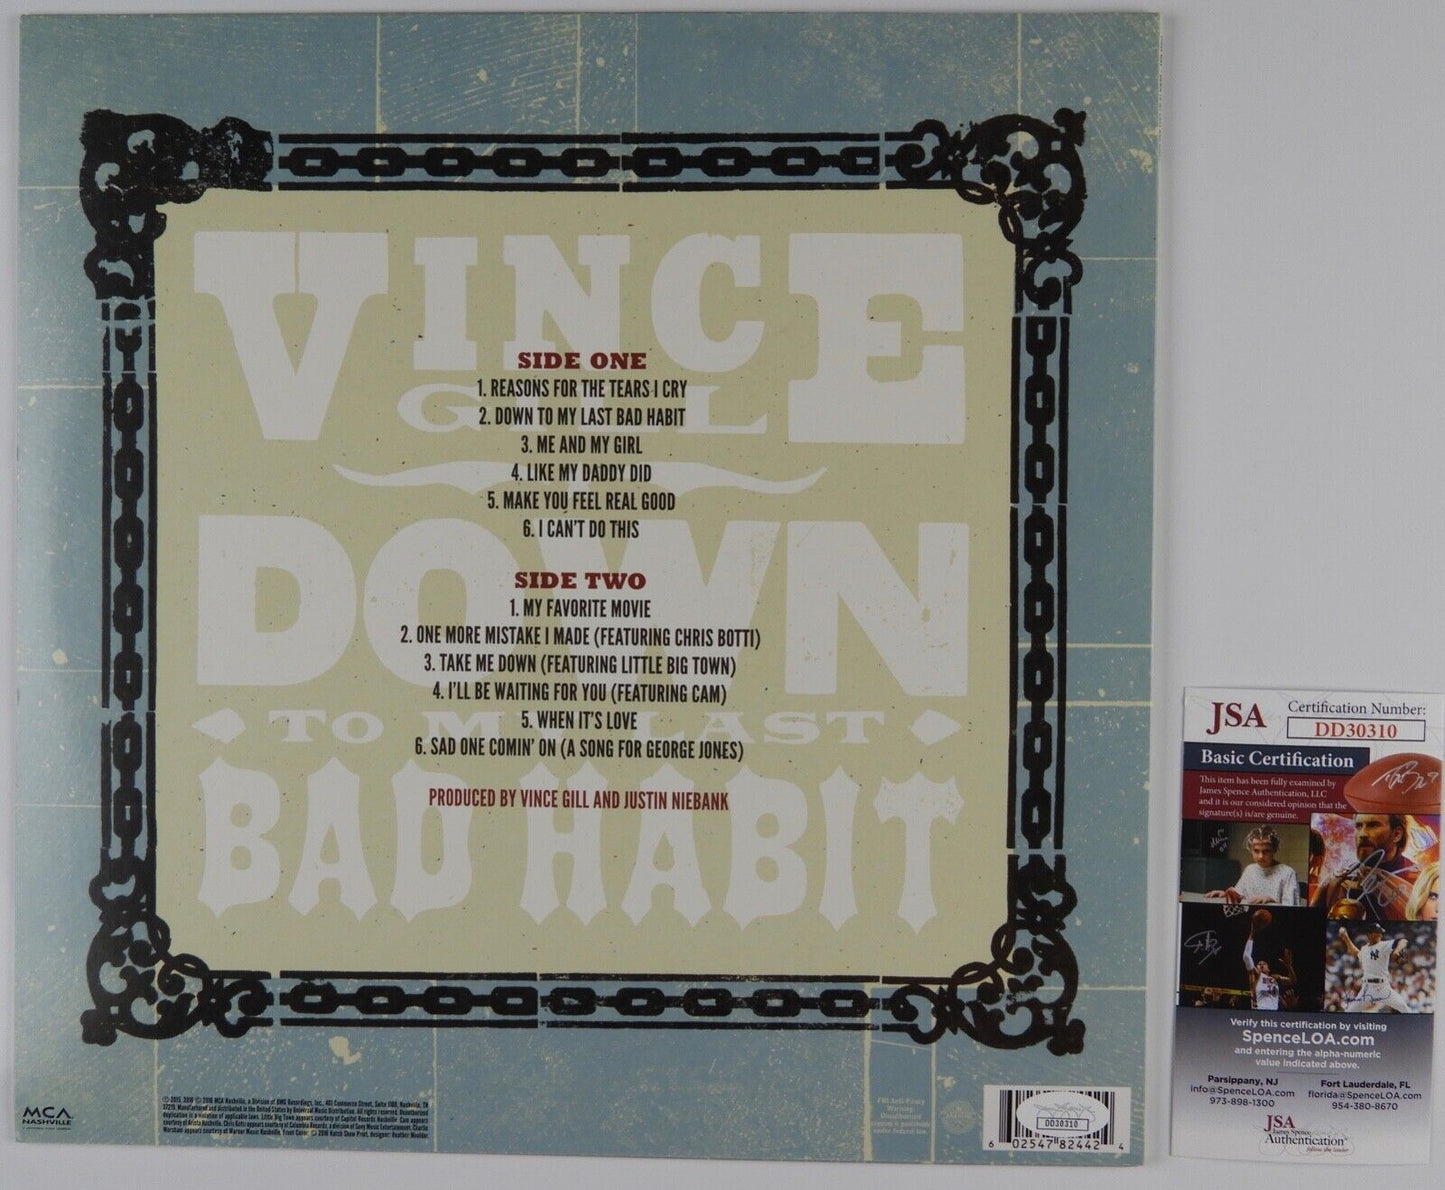 VINCE
GILL
DOWN
TO MY LAST
BAD HABIT
SIDE ONE
1. REASONS FOR THE TEARS I CRY
2. DOWN TO MY LAST BAD HABIT
3. ME AND MY GIRL
4. LIKE MY DADDY DID
5. MAKE YOU FEEL REAL GOOD
6. I CAN'T DO THIS
SIDE TWO
1. MY FAVORITE MOVIE
2. ONE MORE MISTAKE I MADE (FEATURING CHRIS BOTTI)
3. TAKE ME DOWN (FEATURING LITTLE BIG TOWN)
4. I'LL BE WAITING FOR YOU (FEATURING CAM)
5. WHEN IT'S LOVE
6. SAD ONE COMIN' ON (A SONG FOR GEORGE JONES)
PRODUCED BY VINCE GILL AND JUSTIN NIEBANK
MCA
NASHVILLE
FBI Anti-Piracy
Warning:
DD30310
6 02547 82442 4
JSA
Certification Number:
DD30310
Basic Certification
This item has been fully examined by
James Spence Authentication, LLC
and it is our considered opinion that the
signature(s) is/are genuine.
Verify this certification by visiting
SpenceLOA.com
and entering the alpha-numeric
value indicated above.
Parsippany, NJ
info@SpenceLOA.com
973-898-1300
Fort Lauderdale, FL
florida@SpenceLOA.com
954-380-8670
JSA
James Spence
Authentication